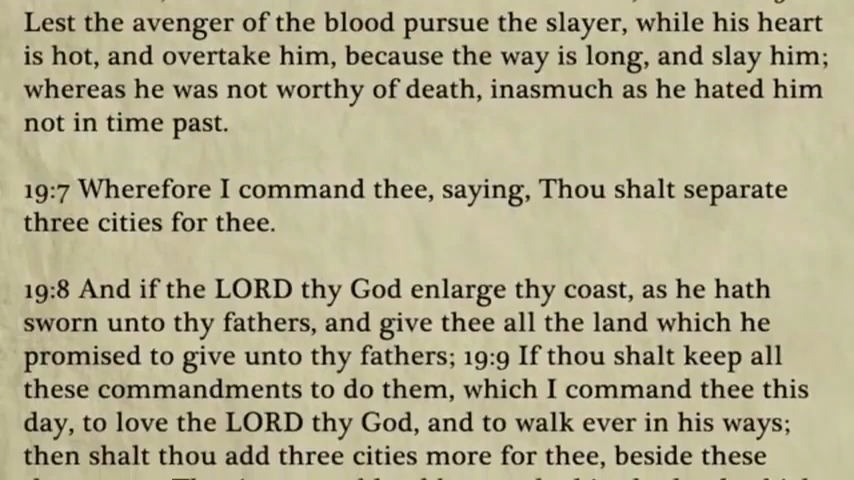 Lest the avenger of the blood pursue the slayer, while his heart
is hot, and overtake him, because the way is long, and slay him;
whereas he was not worthy of death, inasmuch as he hated him
not in time past.
19:7 Wherefore I command thee, saying, Thou shalt separate
three cities for thee.
19:8 And if the LORD thy God enlarge thy coast, as he hath
sworn unto thy fathers, and give thee all the land which he
promised to give unto thy fathers; 19:9 If thou shalt keep all
these commandments to do them, which I command thee this
day, to love the LORD thy God, and to walk ever in his ways;
then shalt thou add three cities more for thee, beside these